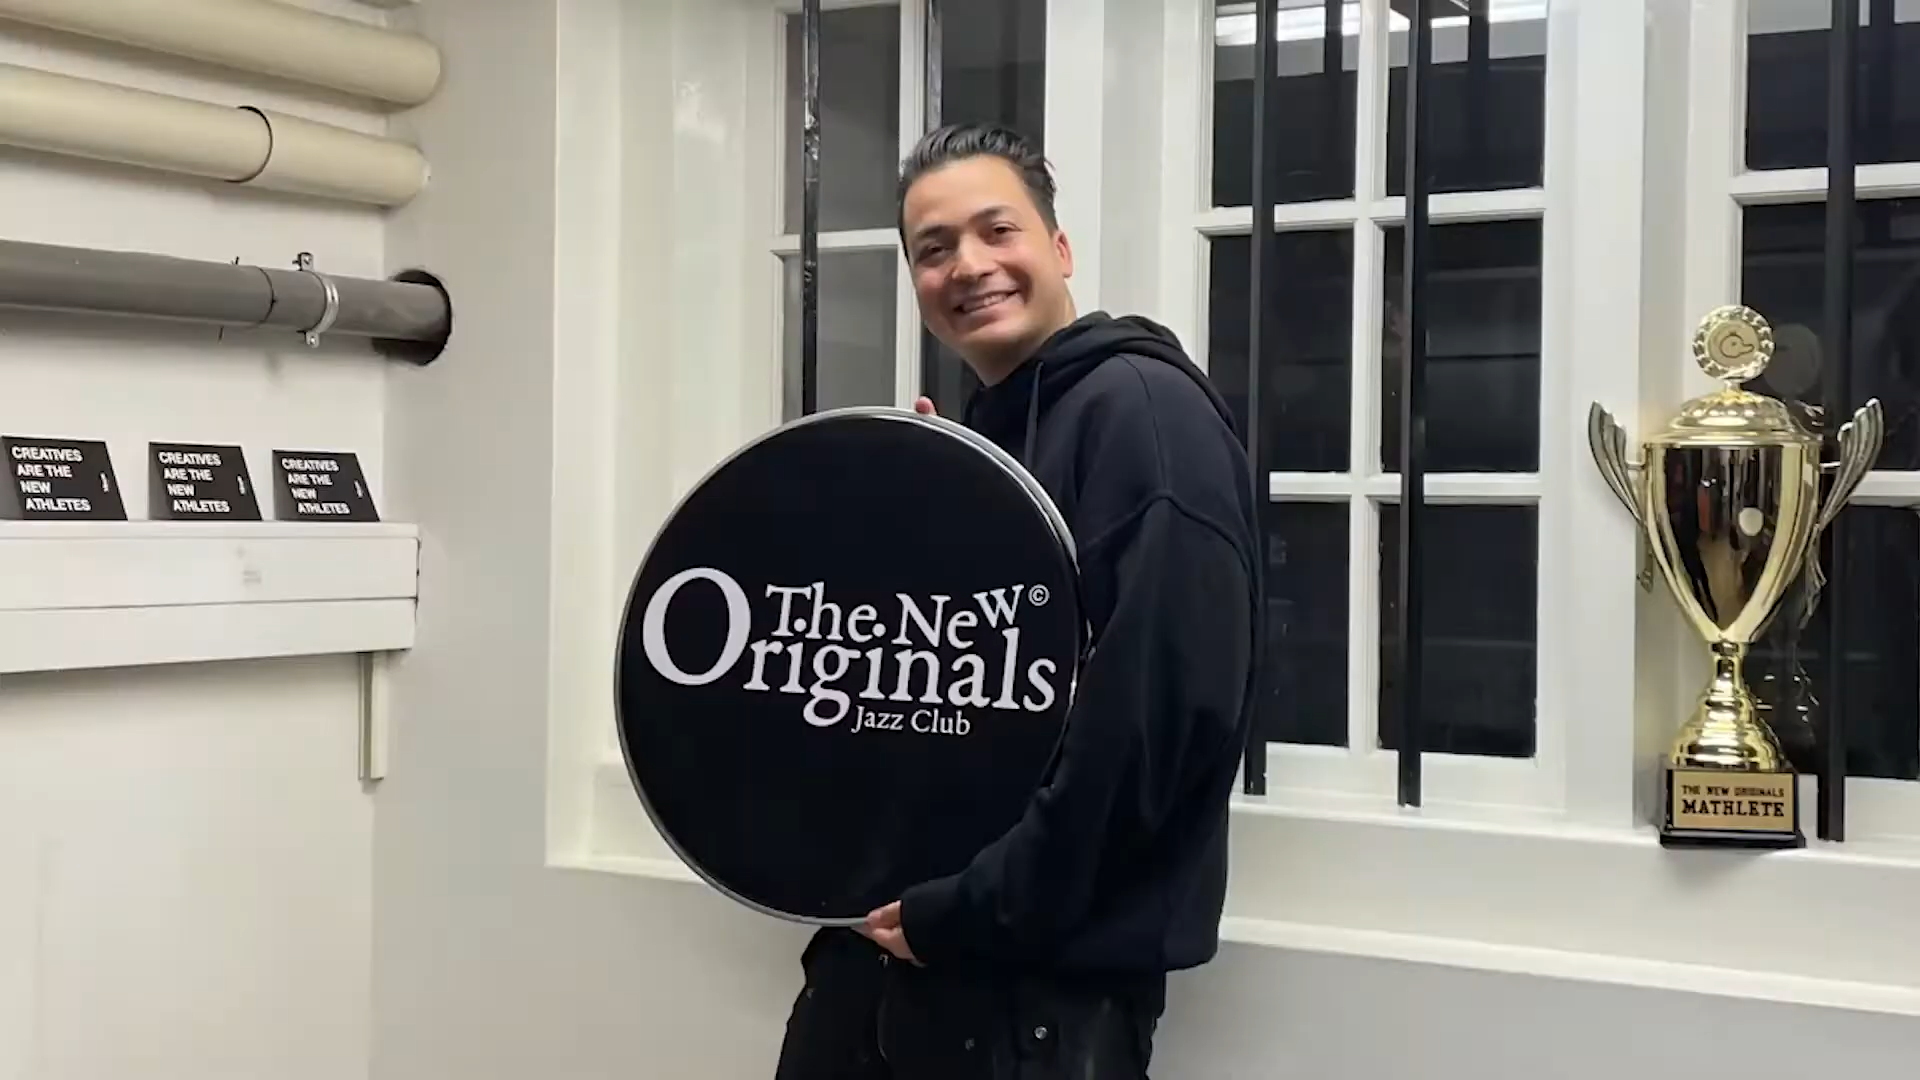 CREATIVES
ARE THE
NEW
ATHLETES
CREATIVES
ARE THE
NEW
ATHLETES
CREATIVES
ARE THE
NEW
ATHLETES
The New©
Originals
Jazz Club
THE NEW ORIGINALS
MATHLETE